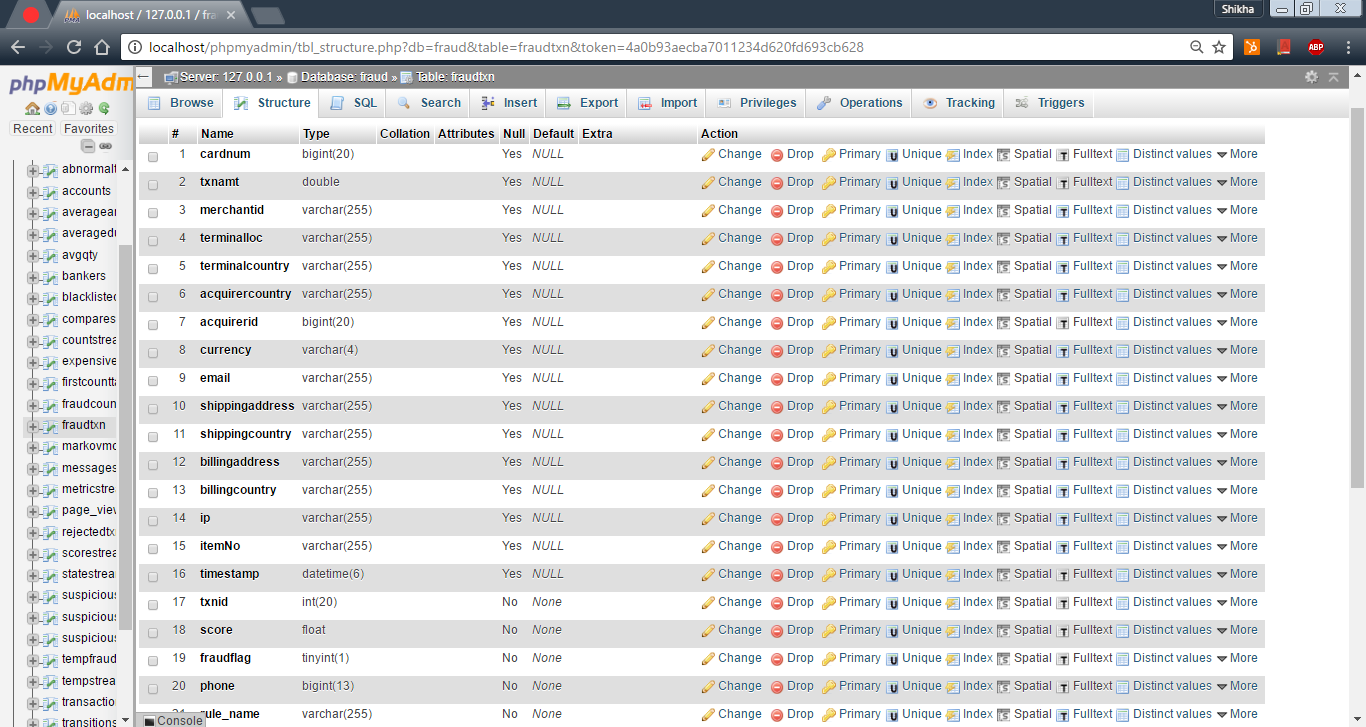 Shikha
localhost / 127.0.0.1 / fra
localhost/phpmyadmin/tbl_structure.php?db=fraud&table=fraudtxn&token=4a0b93aecba7011234d620fd693cb628
ABP
phpMyAdm
Recent Favorites
abnormalt
accounts
averagear
averagedu
avgqty
bankers
blacklisted
compares
countstrea
expensive
firstcountt
fraudcoun
fraudtxn
markovmo
messages
metricstre
page_viev
rejectedtx
scorestrea
statestrea
suspicious
suspicious
suspicious
tempfraud
tempstrea
transaction
transitions
Server: 127.0.0.1 » Database: fraud » Table: fraudtxn
Browse Structure SQL Search Insert Export Import Privileges Operations Tracking Triggers
# Name Type Collation Attributes Null Default Extra Action
1 cardnum bigint(20) Yes NULL Change Drop Primary Unique Index Spatial Fulltext Distinct values More
2 txnamt double Yes NULL Change Drop Primary Unique Index Spatial Fulltext Distinct values More
3 merchantid varchar(255) Yes NULL Change Drop Primary Unique Index Spatial Fulltext Distinct values More
4 terminalloc varchar(255) Yes NULL Change Drop Primary Unique Index Spatial Fulltext Distinct values More
5 terminalcountry varchar(255) Yes NULL Change Drop Primary Unique Index Spatial Fulltext Distinct values More
6 acquirercountry varchar(255) Yes NULL Change Drop Primary Unique Index Spatial Fulltext Distinct values More
7 acquirerid bigint(20) Yes NULL Change Drop Primary Unique Index Spatial Fulltext Distinct values More
8 currency varchar(4) Yes NULL Change Drop Primary Unique Index Spatial Fulltext Distinct values More
9 email varchar(255) Yes NULL Change Drop Primary Unique Index Spatial Fulltext Distinct values More
10 shippingaddress varchar(255) Yes NULL Change Drop Primary Unique Index Spatial Fulltext Distinct values More
11 shippingcountry varchar(255) Yes NULL Change Drop Primary Unique Index Spatial Fulltext Distinct values More
12 billingaddress varchar(255) Yes NULL Change Drop Primary Unique Index Spatial Fulltext Distinct values More
13 billingcountry varchar(255) Yes NULL Change Drop Primary Unique Index Spatial Fulltext Distinct values More
14 ip varchar(255) Yes NULL Change Drop Primary Unique Index Spatial Fulltext Distinct values More
15 itemNo varchar(255) Yes NULL Change Drop Primary Unique Index Spatial Fulltext Distinct values More
16 timestamp datetime(6) Yes NULL Change Drop Primary Unique Index Spatial Fulltext Distinct values More
17 txnid int(20) No None Change Drop Primary Unique Index Spatial Fulltext Distinct values More
18 score float No None Change Drop Primary Unique Index Spatial Fulltext Distinct values More
19 fraudflag tinyint(1) No None Change Drop Primary Unique Index Spatial Fulltext Distinct values More
20 phone bigint(13) No None Change Drop Primary Unique Index Spatial Fulltext Distinct values More
21 rule_name varchar(255) No None Change Drop Primary Unique Index Spatial Fulltext Distinct values More
Console